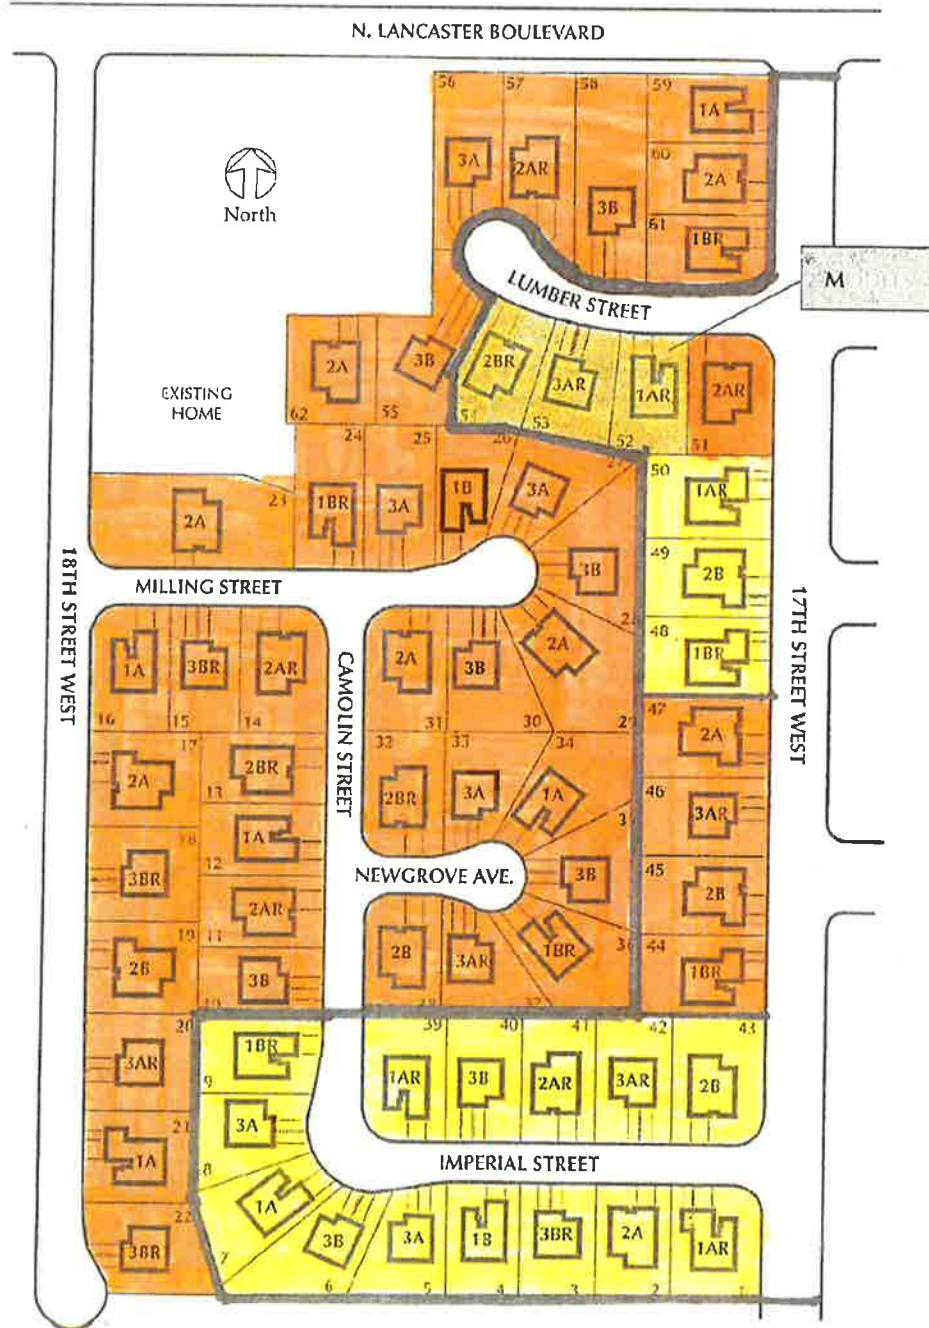 N. LANCASTER BOULEVARD
56 57 58 59
1A
3A 2AR
60
2A
North
3B
61
1BR
LUMBER STREET
M
2BR
3AR
1AR
2AR
2A
3B
EXISTING
HOME
62 55
53
52
51
24 25 26
50
23
1BR 3A 1B 3A
1AR
2A
49
18TH STREET WEST
MILLING STREET
3B
2B
17TH STREET WEST
48
1A 3BR 2AR
CAMOLIN STREET
2A 3B
2A
1BR
16 15 14
31 30 29
47
17
32 33 34
2A
2A
2BR
13
2BR 3A 1A
46
3AR
18
1A
12
3BR
NEWGROVE AVE.
3B
45
2B
2AR
11
19
2B
3B
2B 3AR 1BR
36
44
1BR
10
37
20
39 40 41 42 43
1BR
9
3AR
1AR 3B 2AR 3AR 2B
3A
21
1A
8
IMPERIAL STREET
1A
22
3B 3A 1B 3BR 2A 1AR
3BR
7
6 5 4 3 2 1